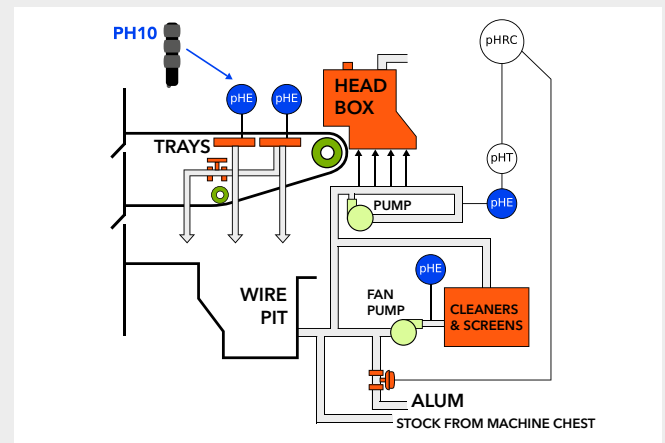 PH10
pHRC
pHE
pHE
HEAD
BOX
TRAYS
pHT
pHE
PUMP
pHE
WIRE
PIT
FAN
PUMP
CLEANERS
& SCREENS
ALUM
STOCK FROM MACHINE CHEST